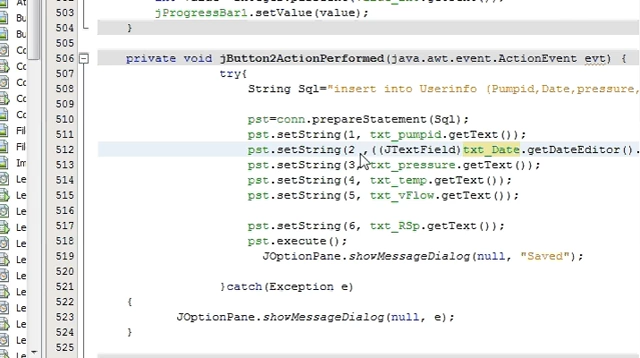 503 jProgressBar1.setValue(value);
504 }
505
506 private void jButton2ActionPerformed(java.awt.event.ActionEvent evt) {
507 try{
508 String Sql="insert into Userinfo (Pumpid,Date,pressure,
509
510 pst=conn.prepareStatement(Sql);
511 pst.setString(1, txt_pumpid.getText());
512 pst.setString(2 ,((JTextField)txt_Date.getDateEditor().
513 pst.setString(3, txt_pressure.getText());
514 pst.setString(4, txt_temp.getText());
515 pst.setString(5, txt_vFlow.getText());
516
517 pst.setString(6, txt_RSp.getText());
518 pst.execute();
519 JOptionPane.showMessageDialog(null, "Saved");
520
521 }catch(Exception e)
522 {
523 JOptionPane.showMessageDialog(null, e);
524 }
525